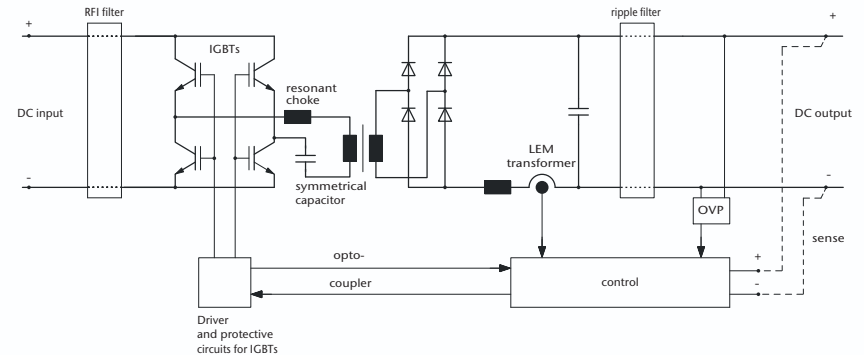 RFI filter
ripple filter
+
+
IGBTs
resonant
choke
DC input
DC output
LEM
transformer
-
-
symmetrical
capacitor
OVP
sense
opto-
+
control
coupler
-
Driver
and protective
circuits for IGBTs